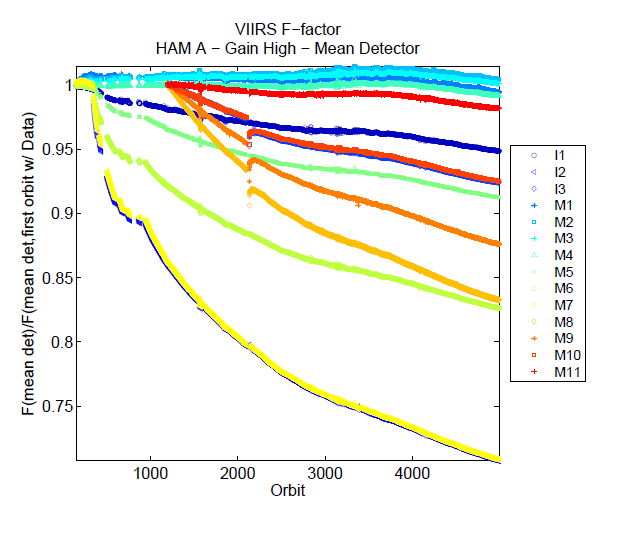 VIIRS F−factor
HAM A − Gain High − Mean Detector
F(mean det)/F(mean det,first orbit w/ Data)
1
0.95
0.9
0.85
0.8
0.75
1000
2000
3000
4000
Orbit
I1
I2
I3
M1
M2
M3
M4
M5
M6
M7
M8
M9
M10
M11